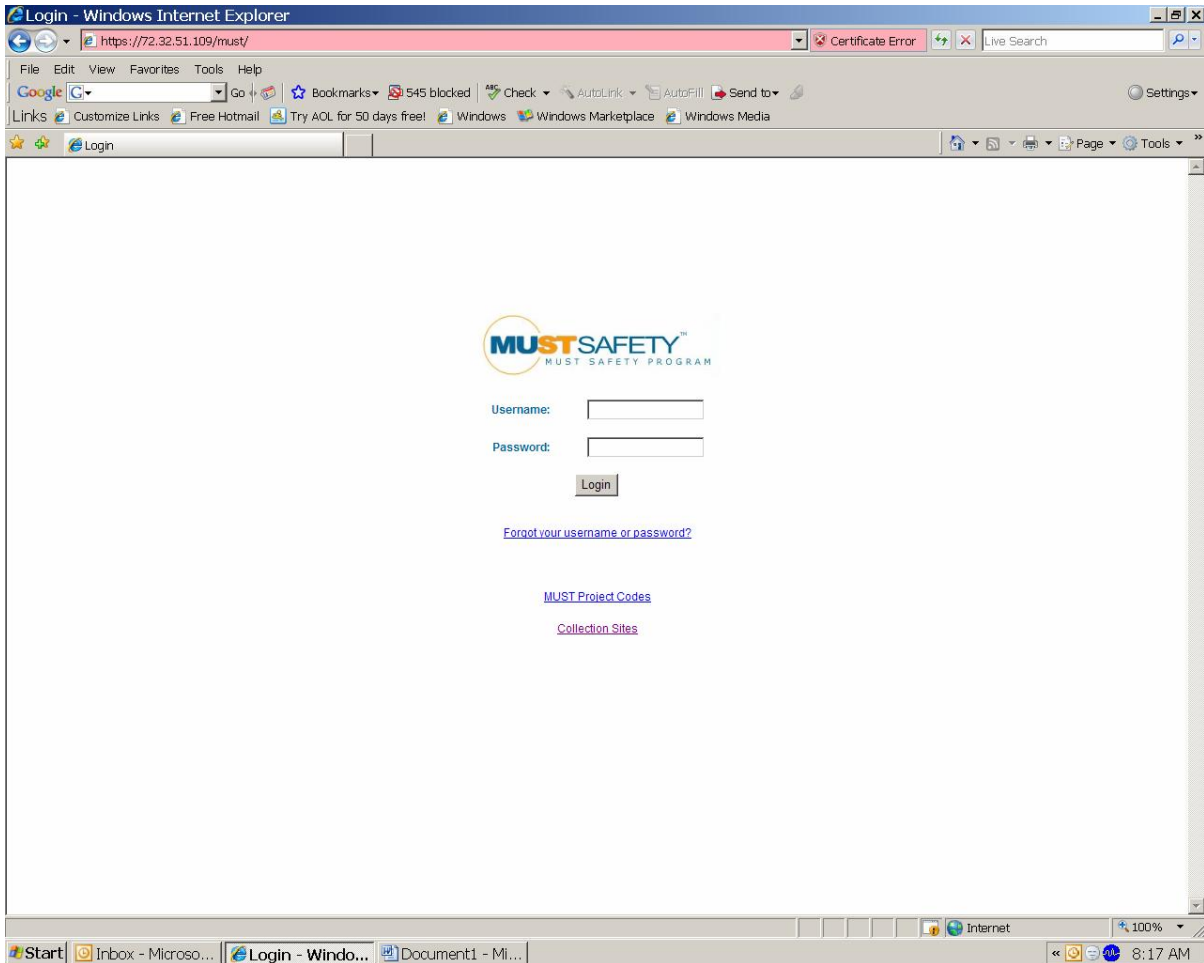 Login - Windows Internet Explorer
https://72.32.51.109/must/ Certificate Error Live Search
File Edit View Favorites Tools Help
Google G Go Bookmarks 545 blocked ABC Check AutoLink AutoFill Send to Settings
Links Customize Links Free Hotmail Try AOL for 50 days free! Windows Windows Marketplace Windows Media
Login Page Tools »
MUSTSAFETY™
MUST SAFETY PROGRAM
Username:
Password:
Login
Forgot your username or password?
MUST Project Codes
Collection Sites
Internet 100%
Start Inbox - Microso... Login - Windo... Document1 - Mi... « 8:17 AM